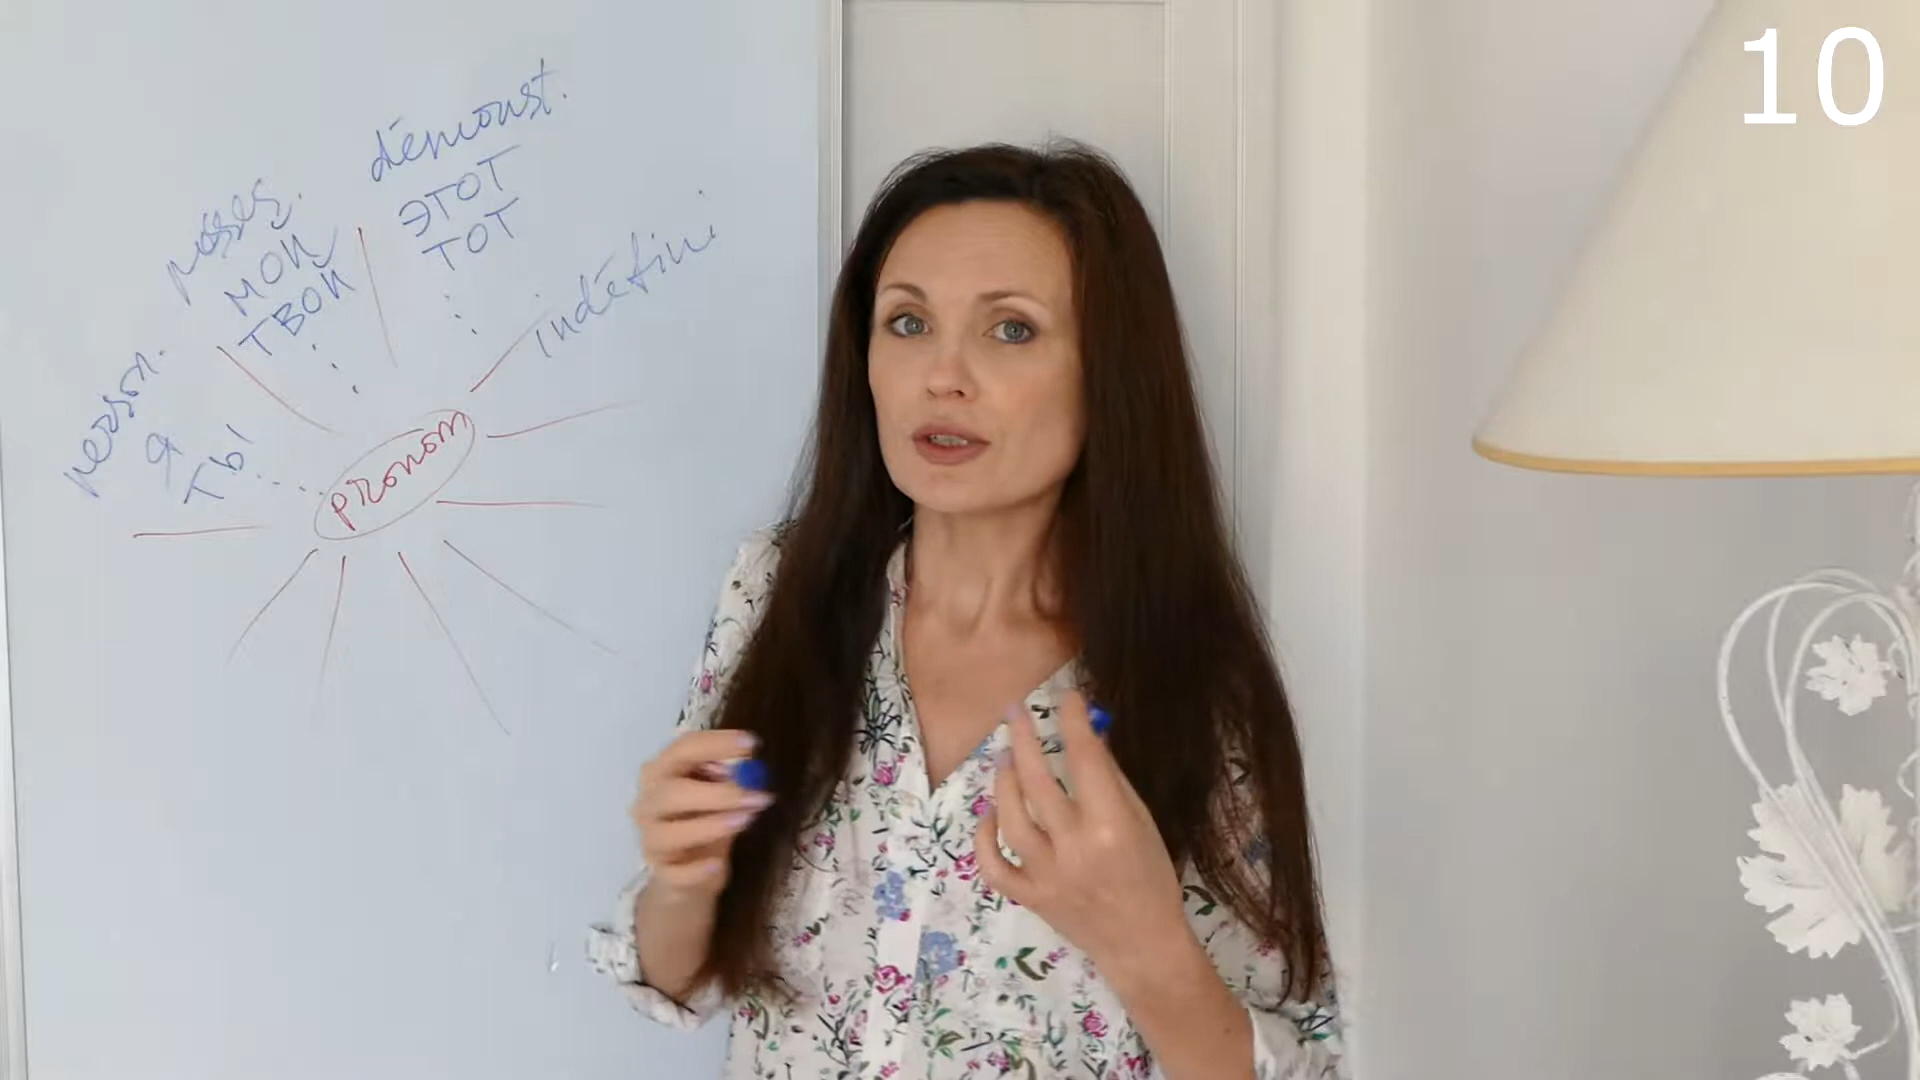 person.
я
ты
posses.
мой
твой
démonst.
этот
тот
indéfini
pronom
10